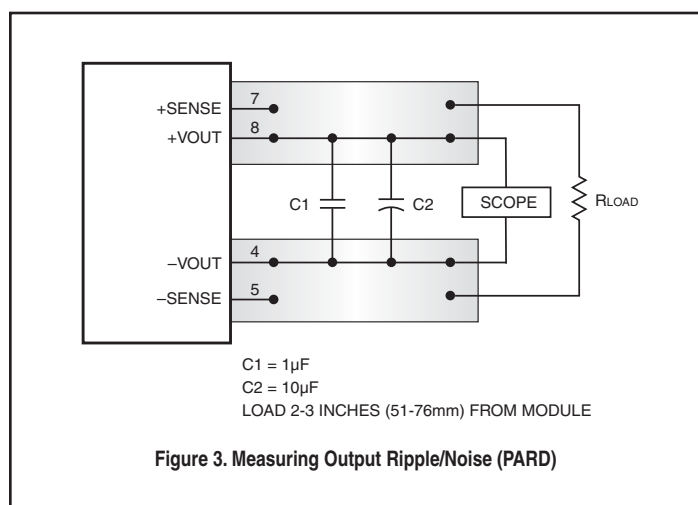 +SENSE 7
+VOUT 8
C1 C2 SCOPE RLOAD
−VOUT 4
−SENSE 5
C1 = 1µF
C2 = 10µF
LOAD 2-3 INCHES (51-76mm) FROM MODULE
Figure 3. Measuring Output Ripple/Noise (PARD)